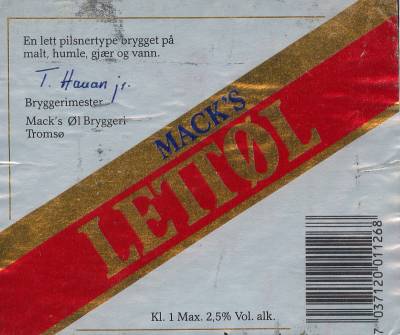 En lett pilsnertype brygget på
malt, humle, gjær og vann.
T. Hauan jr.
Bryggerimester
Mack's Øl Bryggeri
Tromsø
MACK'S
LETTØL
Kl. 1 Max. 2,5% Vol. alk.
7 037120 011268